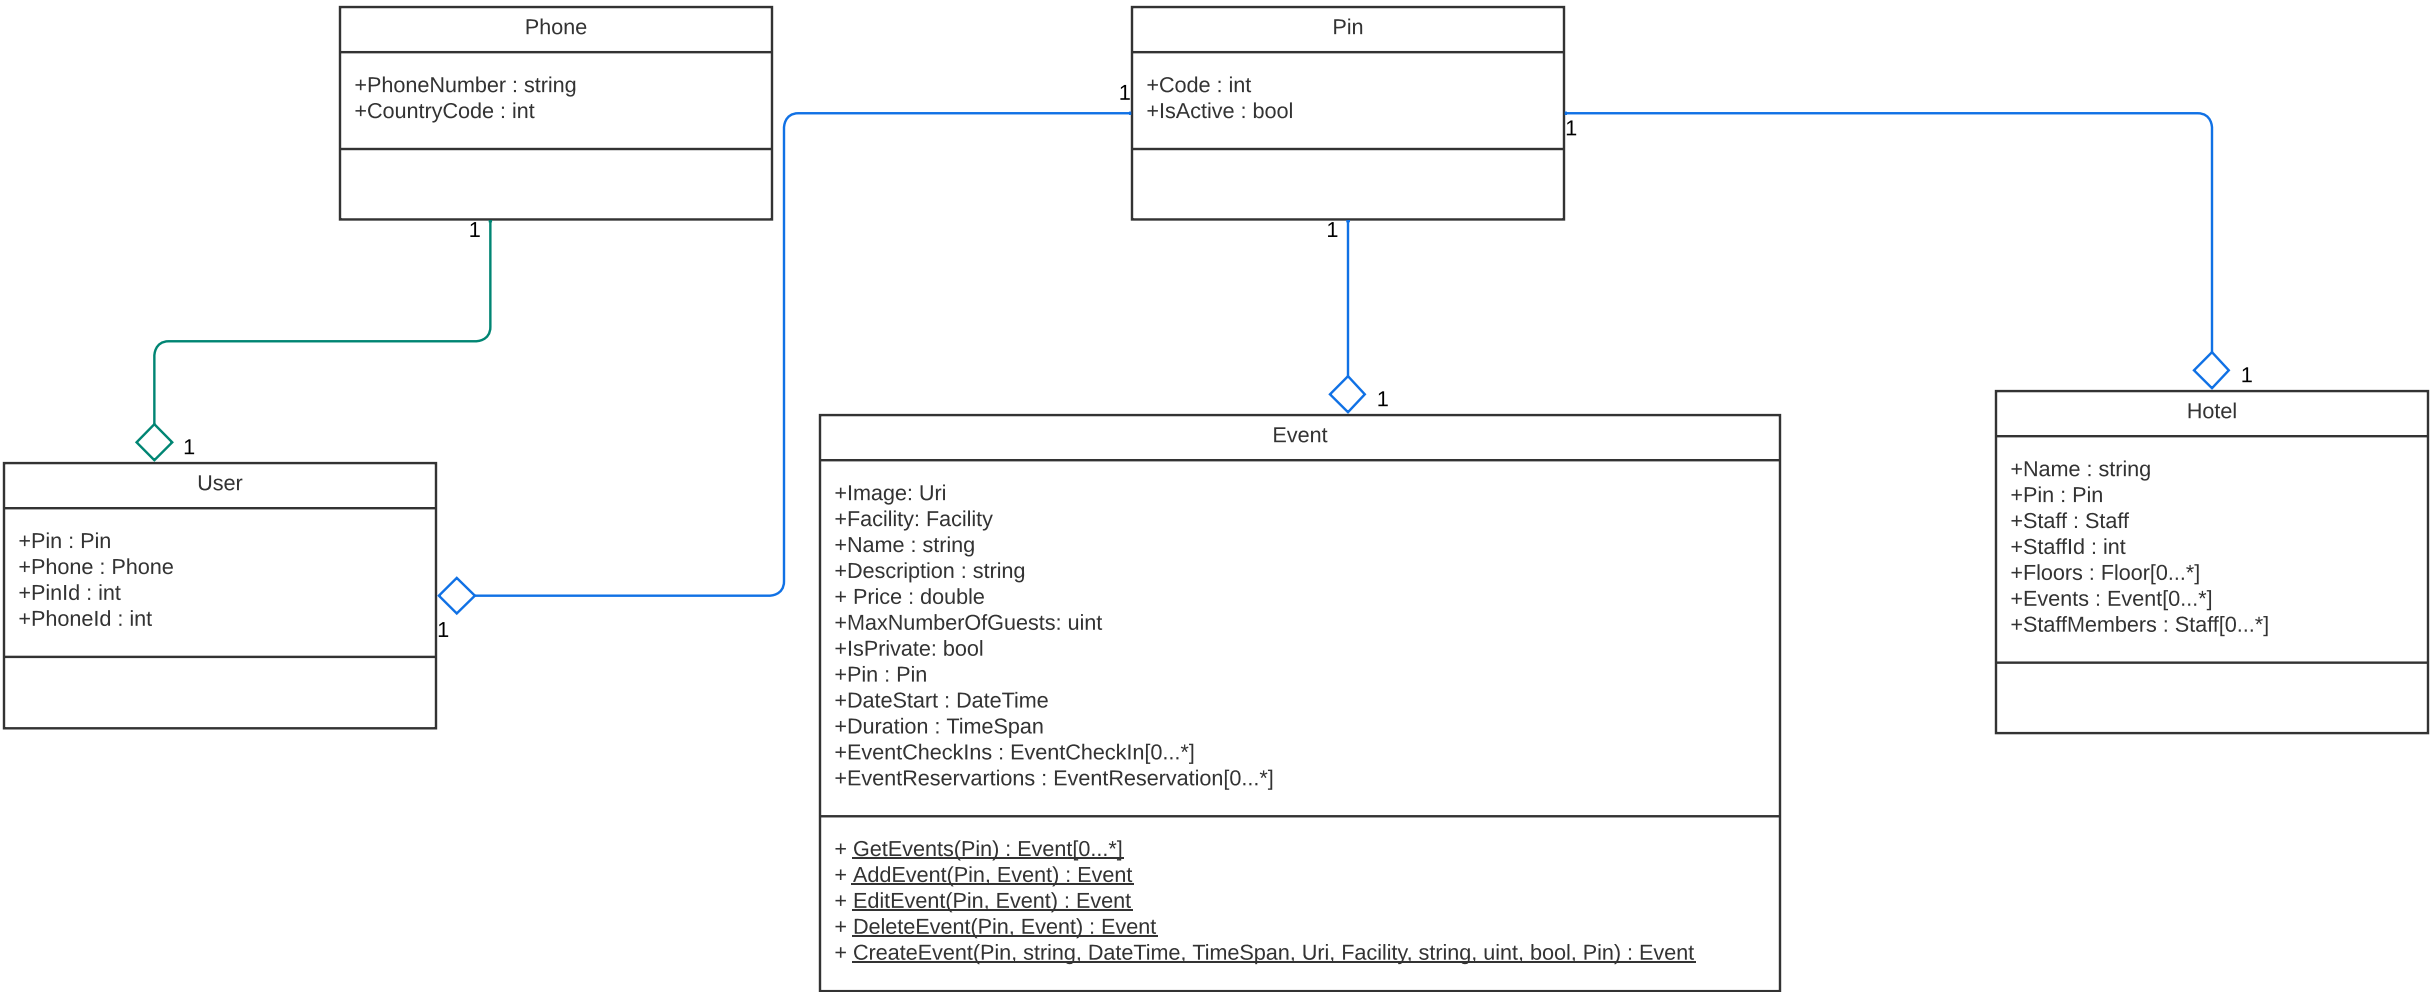 Phone
+PhoneNumber : string
+CountryCode : int
1
Pin
+Code : int
+IsActive : bool
1
1
1
1
User
+Pin : Pin
+Phone : Phone
+PinId : int
+PhoneId : int
1
1
Event
+Image: Uri
+Facility: Facility
+Name : string
+Description : string
+ Price : double
+MaxNumberOfGuests: uint
+IsPrivate: bool
+Pin : Pin
+DateStart : DateTime
+Duration : TimeSpan
+EventCheckIns : EventCheckIn[0...*]
+EventReservartions : EventReservation[0...*]
+ GetEvents(Pin) : Event[0...*]
+ AddEvent(Pin, Event) : Event
+ EditEvent(Pin, Event) : Event
+ DeleteEvent(Pin, Event) : Event
+ CreateEvent(Pin, string, DateTime, TimeSpan, Uri, Facility, string, uint, bool, Pin) : Event
1
Hotel
+Name : string
+Pin : Pin
+Staff : Staff
+StaffId : int
+Floors : Floor[0...*]
+Events : Event[0...*]
+StaffMembers : Staff[0...*]